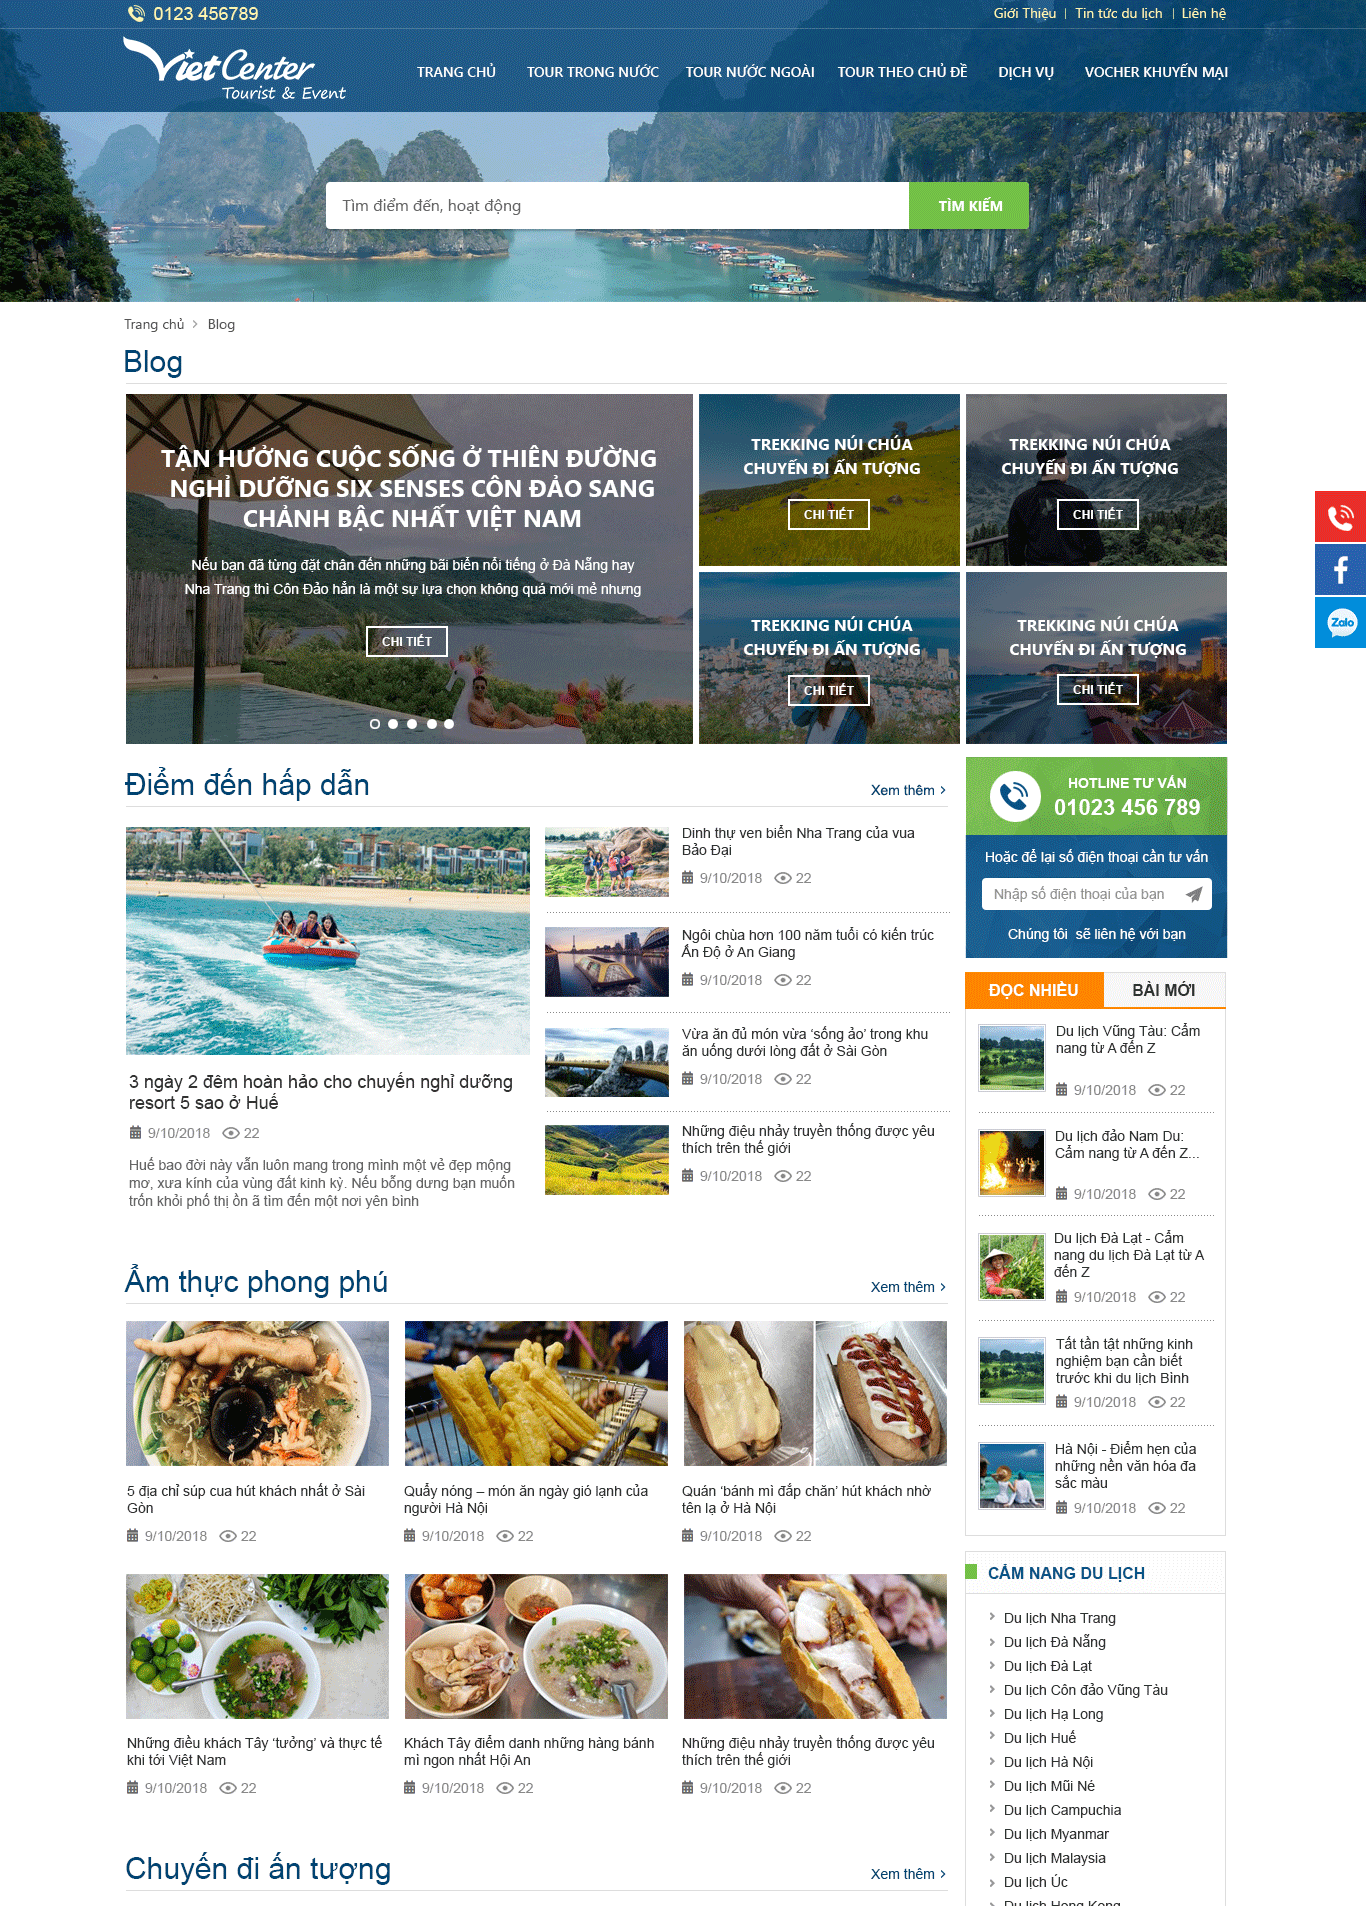 0123 456789
Giới Thiệu | Tin tức du lịch | Liên hệ
VietCenter
Tourist & Event
TRANG CHỦ
TOUR TRONG NƯỚC
TOUR NƯỚC NGOÀI
TOUR THEO CHỦ ĐỀ
DỊCH VỤ
VOCHER KHUYẾN MẠI
Tìm điểm đến, hoạt động
TÌM KIẾM
Trang chủ > Blog
Blog
TẬN HƯỞNG CUỘC SỐNG Ở THIÊN ĐƯỜNG
NGHỈ DƯỠNG SIX SENSES CÔN ĐẢO SANG
CHẢNH BẬC NHẤT VIỆT NAM
Nếu bạn đã từng đặt chân đến những bãi biển nổi tiếng ở Đà Nẵng hay
Nha Trang thì Côn Đảo hẳn là một sự lựa chọn không quá mới mẻ nhưng
CHI TIẾT
TREKKING NÚI CHÚA
CHUYẾN ĐI ẤN TƯỢNG
CHI TIẾT
TREKKING NÚI CHÚA
CHUYẾN ĐI ẤN TƯỢNG
CHI TIẾT
TREKKING NÚI CHÚA
CHUYẾN ĐI ẤN TƯỢNG
CHI TIẾT
TREKKING NÚI CHÚA
CHUYẾN ĐI ẤN TƯỢNG
CHI TIẾT
Zalo
Điểm đến hấp dẫn
Xem thêm >
3 ngày 2 đêm hoàn hảo cho chuyến nghỉ dưỡng
resort 5 sao ở Huế
9/10/2018 22
Huế bao đời này vẫn luôn mang trong mình một vẻ đẹp mộng
mơ, xưa kính của vùng đất kinh kỳ. Nếu bỗng dưng bạn muốn
trốn khỏi phố thị ồn ã tìm đến một nơi yên bình
Dinh thự ven biển Nha Trang của vua
Bảo Đại
9/10/2018 22
Ngôi chùa hơn 100 năm tuổi có kiến trúc
Ấn Độ ở An Giang
9/10/2018 22
Vừa ăn đủ món vừa ‘sống ảo’ trong khu
ăn uống dưới lòng đất ở Sài Gòn
9/10/2018 22
Những điệu nhảy truyền thống được yêu
thích trên thế giới
9/10/2018 22
HOTLINE TƯ VẤN
01023 456 789
Hoặc để lại số điện thoại cần tư vấn
Nhập số điện thoại của bạn
Chúng tôi sẽ liên hệ với bạn
ĐỌC NHIỀU
BÀI MỚI
Du lịch Vũng Tàu: Cẩm
nang từ A đến Z
9/10/2018 22
Du lịch đảo Nam Du:
Cẩm nang từ A đến Z...
9/10/2018 22
Du lịch Đà Lạt - Cẩm
nang du lịch Đà Lạt từ A
đến Z
9/10/2018 22
Tất tần tật những kinh
nghiệm bạn cần biết
trước khi du lịch Bình
9/10/2018 22
Hà Nội - Điểm hẹn của
những nền văn hóa đa
sắc màu
9/10/2018 22
Ẩm thực phong phú
Xem thêm >
5 địa chỉ súp cua hút khách nhất ở Sài
Gòn
9/10/2018 22
Quẩy nóng – món ăn ngày gió lạnh của
người Hà Nội
9/10/2018 22
Quán ‘bánh mì đắp chăn’ hút khách nhờ
tên lạ ở Hà Nội
9/10/2018 22
Những điều khách Tây ‘tưởng’ và thực tế
khi tới Việt Nam
9/10/2018 22
Khách Tây điểm danh những hàng bánh
mì ngon nhất Hội An
9/10/2018 22
Những điệu nhảy truyền thống được yêu
thích trên thế giới
9/10/2018 22
CẨM NANG DU LỊCH
Du lịch Nha Trang
Du lịch Đà Nẵng
Du lịch Đà Lạt
Du lịch Côn đảo Vũng Tàu
Du lịch Hạ Long
Du lịch Huế
Du lịch Hà Nội
Du lịch Mũi Né
Du lịch Campuchia
Du lịch Myanmar
Du lịch Malaysia
Du lịch Úc
Du lịch Hong Kong
Chuyến đi ấn tượng
Xem thêm >